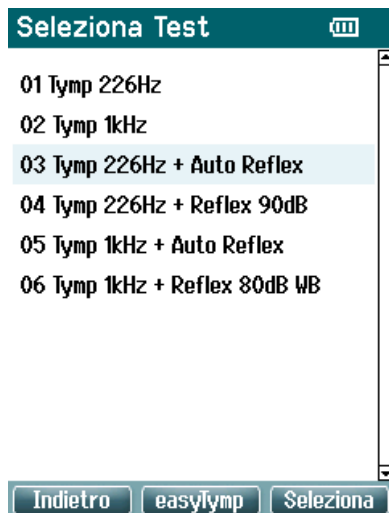 Seleziona Test
01 Tymp 226Hz
02 Tymp 1kHz
03 Tymp 226Hz + Auto Reflex
04 Tymp 226Hz + Reflex 90dB
05 Tymp 1kHz + Auto Reflex
06 Tymp 1kHz + Reflex 80dB WB
Indietro easyTymp Seleziona